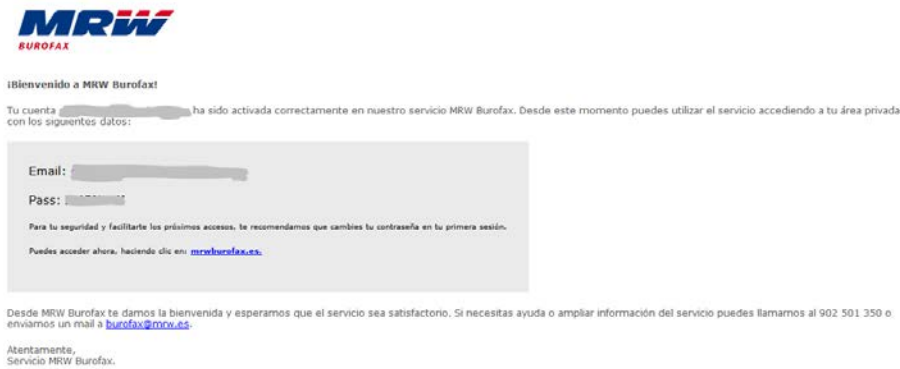 MRW
BUROFAX
¡Bienvenido a MRW Burofax!
Tu cuenta ha sido activada correctamente en nuestro servicio MRW Burofax. Desde este momento puedes utilizar el servicio accediendo a tu área privada
con los siguientes datos:
Email:
Pass:
Para tu seguridad y facilitarte los próximos accesos, te recomendamos que cambies tu contraseña en tu primera sesión.
Puedes acceder ahora, haciendo clic en: mrwburofax.es.
Desde MRW Burofax te damos la bienvenida y esperamos que el servicio sea satisfactorio. Si necesitas ayuda o ampliar información del servicio puedes llamarnos al 902 501 350 o
enviarnos un mail a burofax@mrw.es.
Atentamente,
Servicio MRW Burofax.